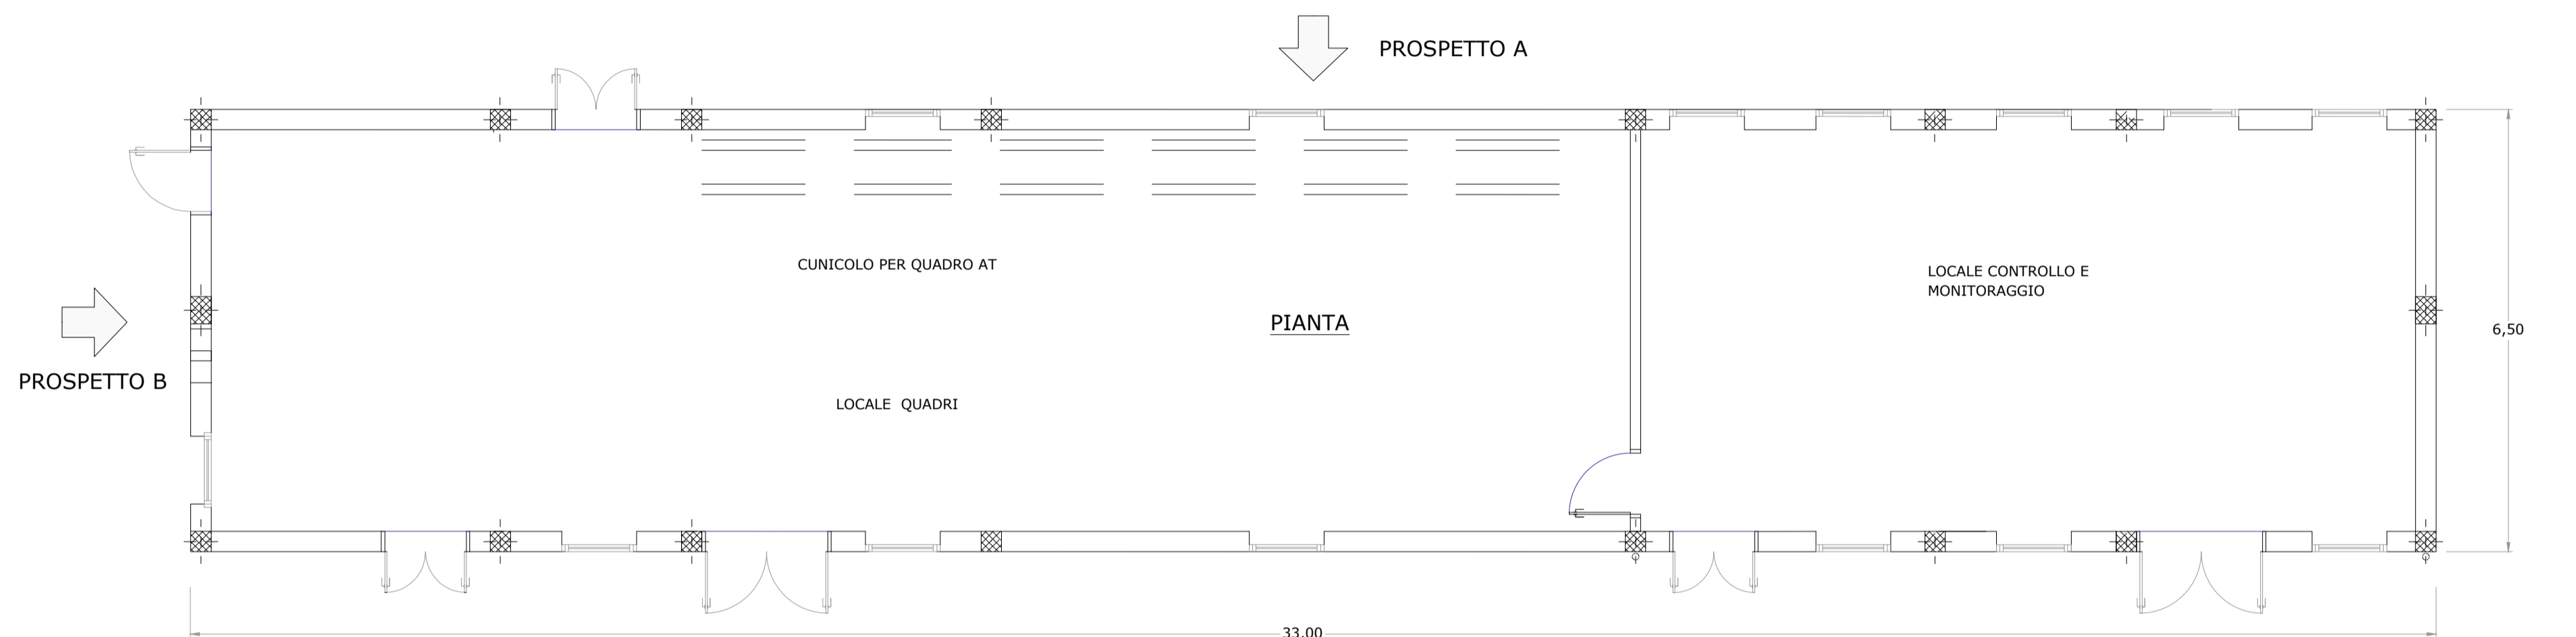 PROSPETTO A
CUNICOLO PER QUADRO AT
LOCALE CONTROLLO E
MONITORAGGIO
PIANTA
6,50
PROSPETTO B
LOCALE QUADRI
33,00